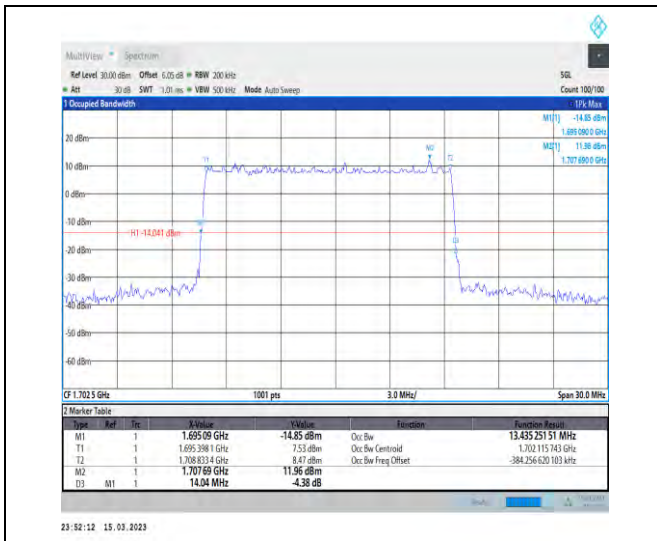 MultiView Spectrum
Ref Level 30.00 dBm Offset 6.05 dB RBW 200 kHz SGL
Att 30 dB SWT 1.01 ms VBW 500 kHz Mode Auto Sweep Count 100/100
1 Occupied Bandwidth 1Pk Max
M1[1] -14.85 dBm
1.695 090 0 GHz
20 dBm
M2[1] 11.98 dBm
1.707 690 0 GHz
T1 M2 T2
10 dBm
0 dBm
-10 dBm
H1 -14.041 dBm
D3
-20 dBm
-30 dBm
-40 dBm
-50 dBm
-60 dBm
CF 1.702 5 GHz 1001 pts 3.0 MHz/ Span 30.0 MHz
2 Marker Table
Type Ref Trc X-Value Y-Value Function Function Result
M1 1 1.695 09 GHz -14.85 dBm Occ Bw 13.435 251 51 MHz
T1 1 1.695 398 1 GHz 7.53 dBm Occ Bw Centroid 1.702 115 743 GHz
T2 1 1.708 833 4 GHz 8.47 dBm Occ Bw Freq Offset -384.256 620 103 kHz
M2 1 1.707 69 GHz 11.96 dBm
D3 M1 1 14.04 MHz -4.38 dB
23:52:12 15.03.2023